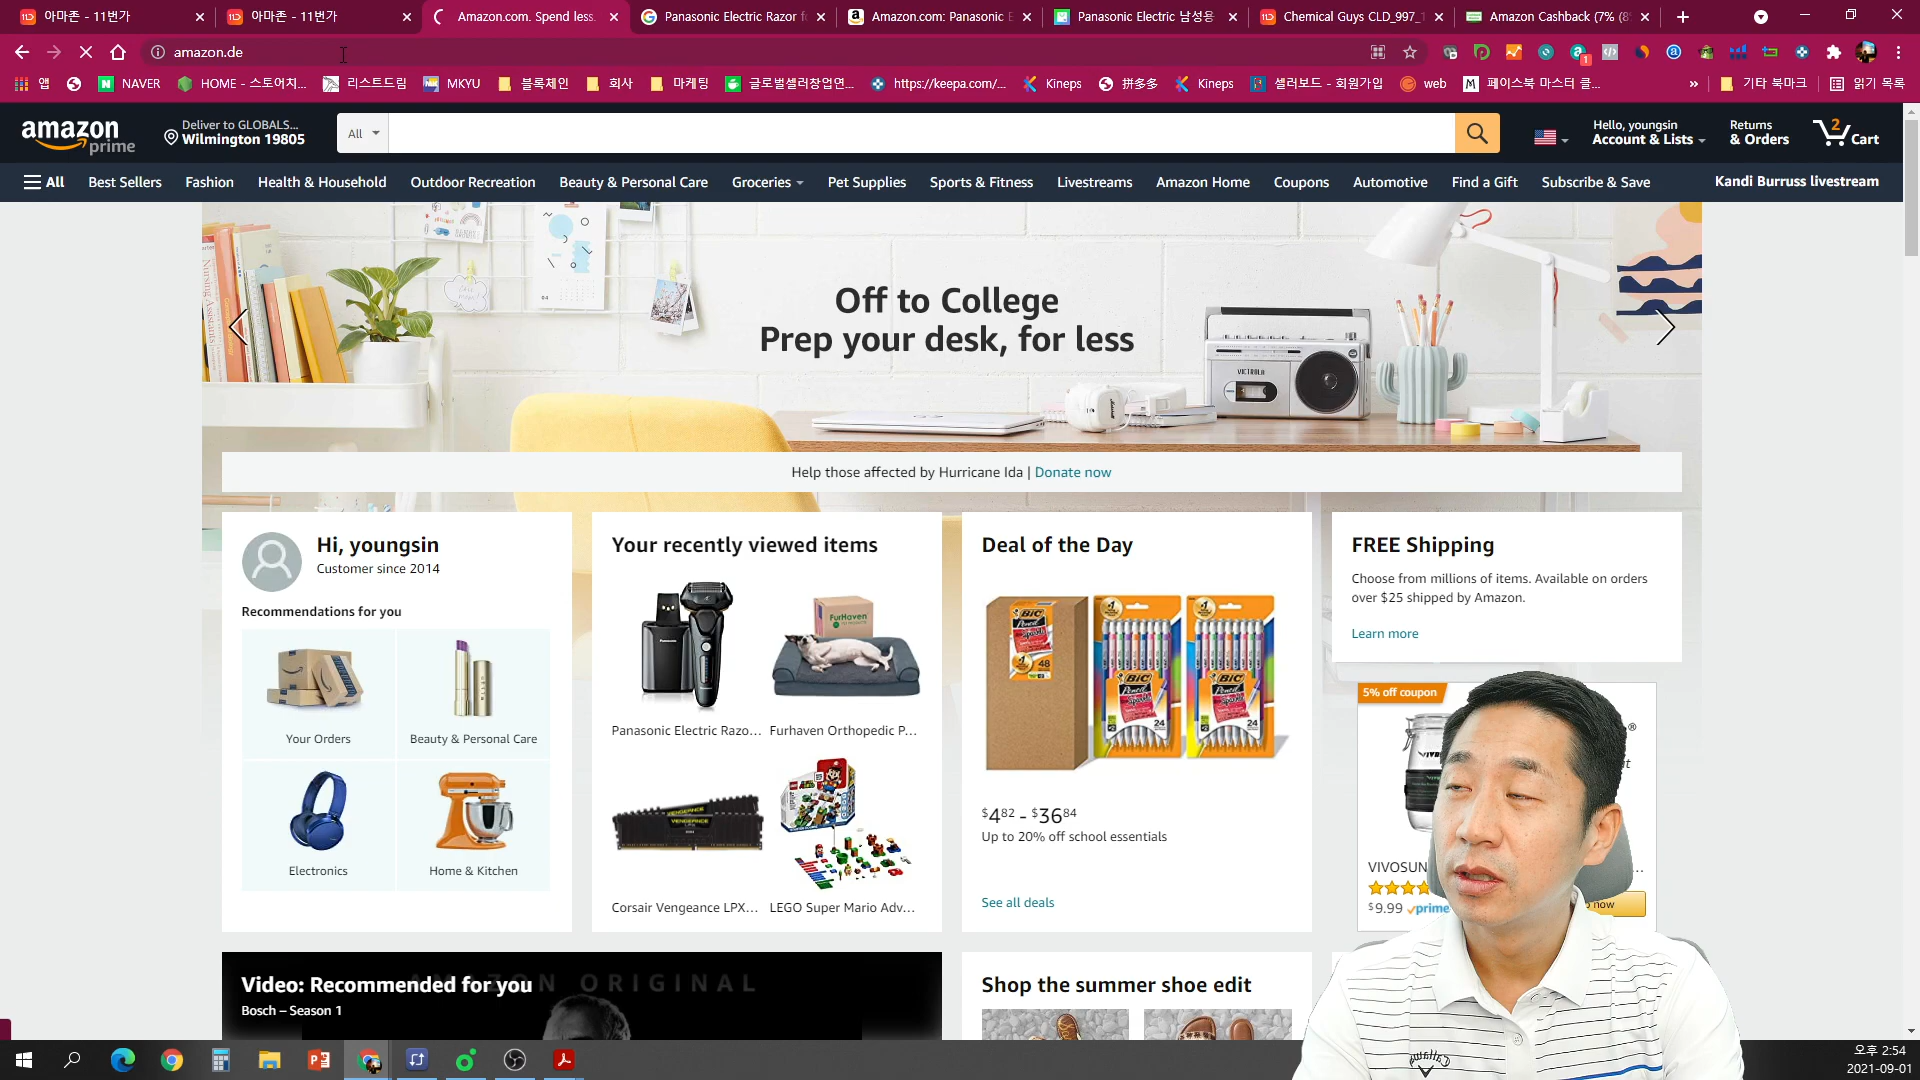 아마존 - 11번가
아마존 - 11번가
Amazon.com. Spend less.
Panasonic Electric Razor f
Amazon.com: Panasonic E
Panasonic Electric 남성용
Chemical Guys CLD_997_1
Amazon Cashback (7% (8
amazon.de
앱
NAVER
HOME - 스토어치...
리스트드림
MKYU
블록체인
회사
마케팅
글로벌셀러창업연...
https://keepa.com/...
Kineps
拼多多
Kineps
셀러보드 - 회원가입
web
페이스북 마스터 클...
»
기타 북마크
읽기 목록
amazon
prime
Deliver to GLOBALS...
Wilmington 19805
All
Hello, youngsin
Account & Lists
Returns
& Orders
2
Cart
All
Best Sellers
Fashion
Health & Household
Outdoor Recreation
Beauty & Personal Care
Groceries
Pet Supplies
Sports & Fitness
Livestreams
Amazon Home
Coupons
Automotive
Find a Gift
Subscribe & Save
Kandi Burruss livestream
Off to College
Prep your desk, for less
VICTROLA
Help those affected by Hurricane Ida | Donate now
Hi, youngsin
Customer since 2014
Recommendations for you
Your Orders
Beauty & Personal Care
Electronics
Home & Kitchen
Your recently viewed items
Panasonic Electric Razo...
Furhaven Orthopedic P...
Corsair Vengeance LPX...
LEGO Super Mario Adv...
Deal of the Day
$4.82 - $36.84
Up to 20% off school essentials
See all deals
FREE Shipping
Choose from millions of items. Available on orders
over $25 shipped by Amazon.
Learn more
5% off coupon
VIVOSUN
$9.99 prime
now
Video: Recommended for you
AMAZON ORIGINAL
Bosch – Season 1
Shop the summer shoe edit
오후 2:54
2021-09-01